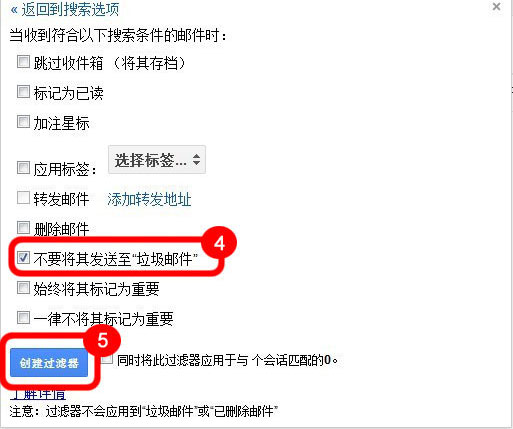 « 返回到搜索选项
×
当收到符合以下搜索条件的邮件时：
跳过收件箱 （将其存档）
标记为已读
加注星标
应用标签： 选择标签...
转发邮件 添加转发地址
删除邮件
4
不要将其发送至“垃圾邮件”
始终将其标记为重要
一律不将其标记为重要
5
创建过滤器 同时将此过滤器应用于与 个会话匹配的0。
了解详情
注意：过滤器不会应用到“垃圾邮件”或“已删除邮件”